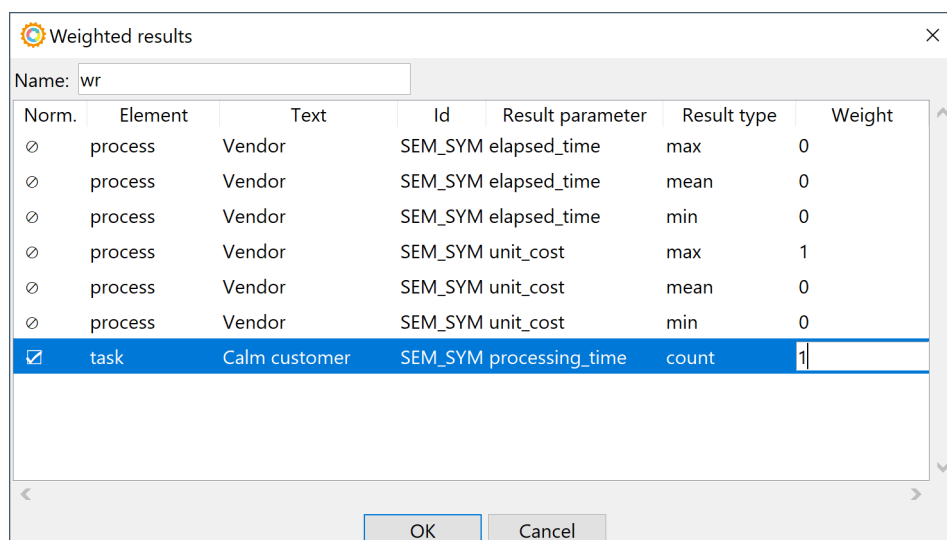 Weighted results
Name: wr
Norm. Element Text Id Result parameter Result type Weight
process Vendor SEM_SYM elapsed_time max 0
process Vendor SEM_SYM elapsed_time mean 0
process Vendor SEM_SYM elapsed_time min 0
process Vendor SEM_SYM unit_cost max 1
process Vendor SEM_SYM unit_cost mean 0
process Vendor SEM_SYM unit_cost min 0
task Calm customer SEM_SYM processing_time count 1
OK Cancel